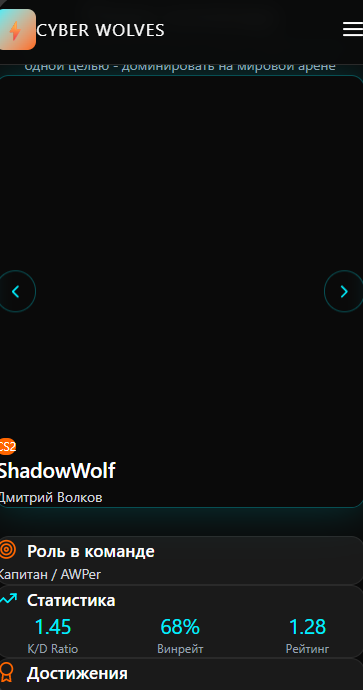 CYBER WOLVES
одной целью - доминировать на мировой арене
CS2
ShadowWolf
Дмитрий Волков
Роль в команде
Капитан / AWPer
Статистика
1.45 68% 1.28
K/D Ratio Винрейт Рейтинг
Достижения